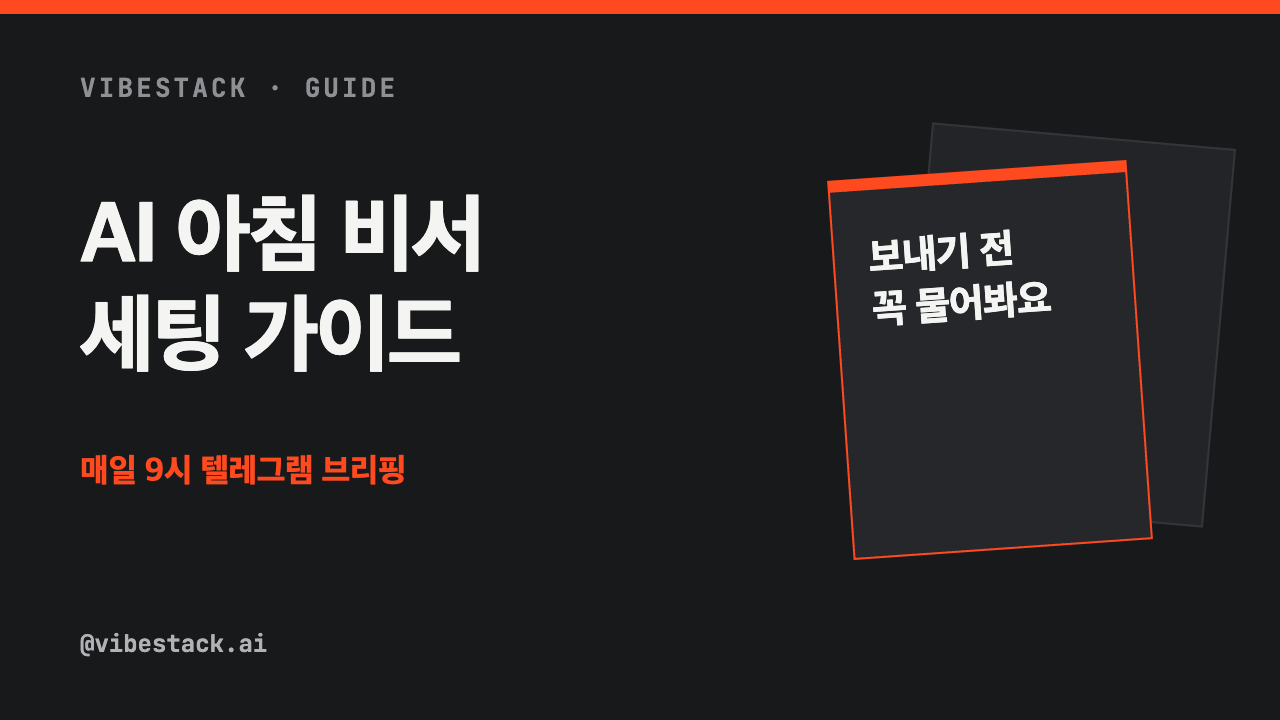 VIBESTACK · GUIDE
AI 아침 비서
세팅 가이드
매일 9시 텔레그램 브리핑
@vibestack.ai
보내기 전
꼭 물어봐요